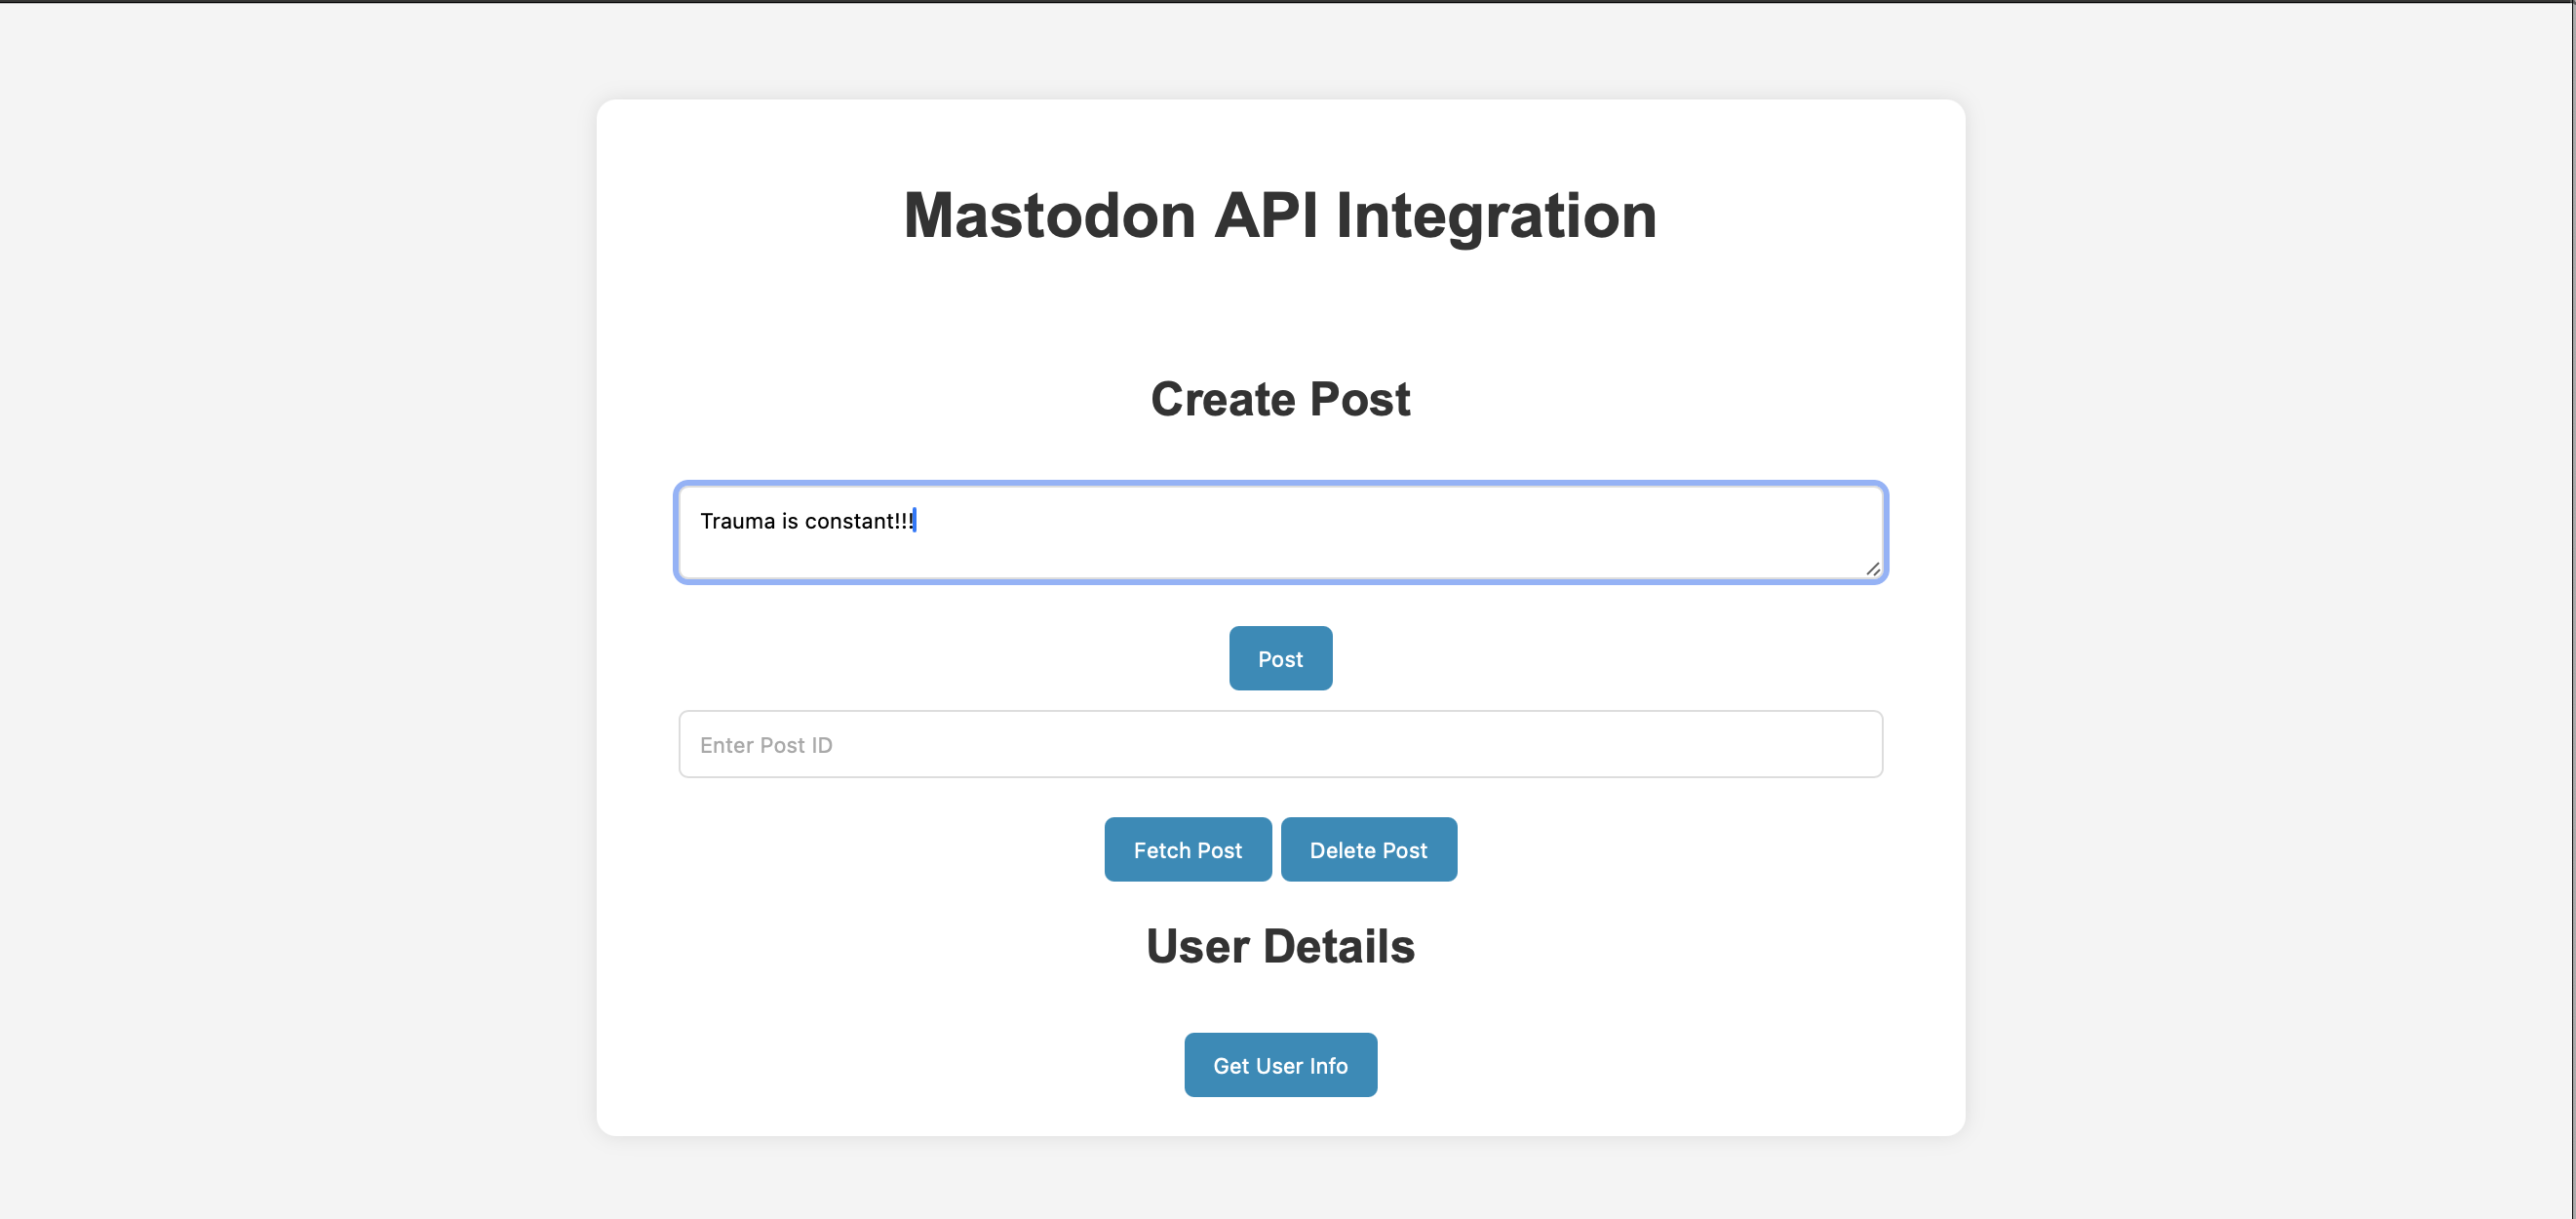 Mastodon API Integration
Create Post
Trauma is constant!!!
Post
Enter Post ID
Fetch Post Delete Post
User Details
Get User Info